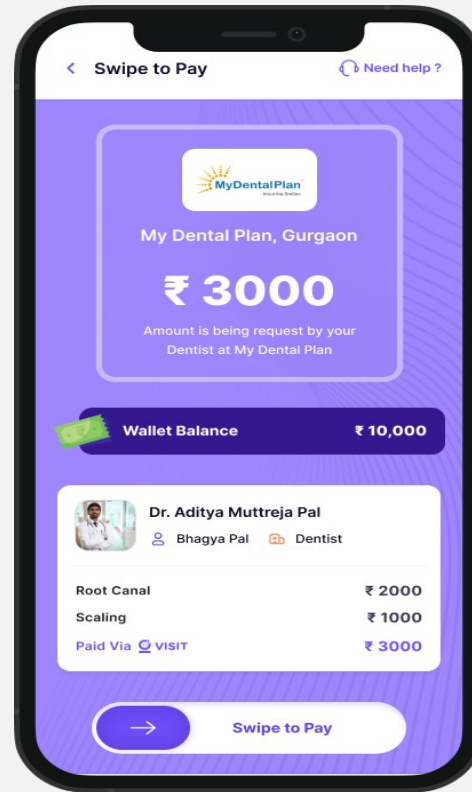 Swipe to Pay
Need help ?
MyDentalPlan
Insuring Smiles
My Dental Plan, Gurgaon
₹ 3000
Amount is being request by your
Dentist at My Dental Plan
Wallet Balance ₹ 10,000
Dr. Aditya Muttreja Pal
Bhagya Pal Dentist
Root Canal ₹ 2000
Scaling ₹ 1000
Paid Via VISIT ₹ 3000
Swipe to Pay